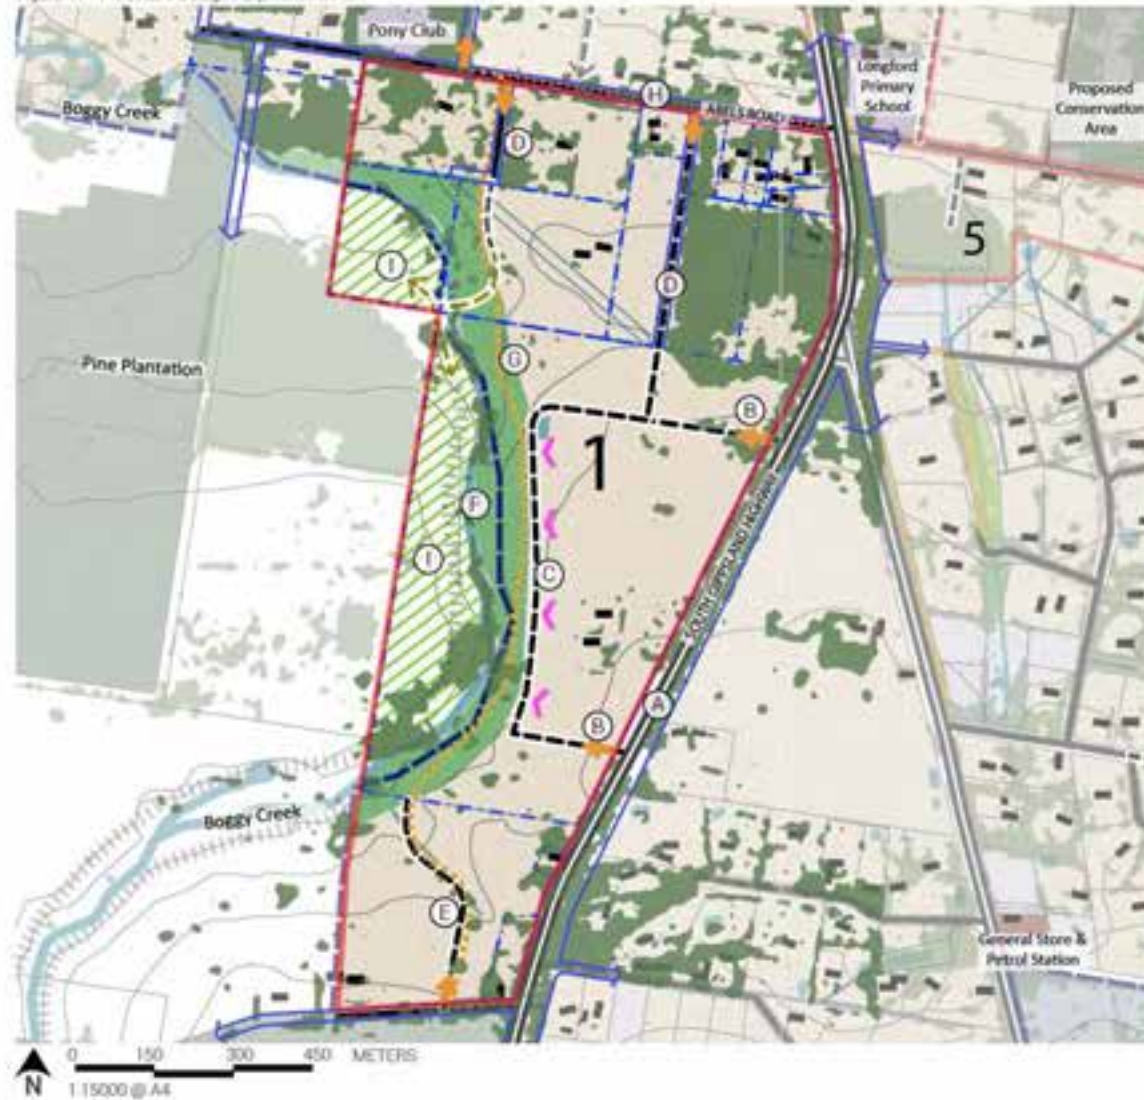 Pony Club
Longford
Primary
School
Proposed
Conservation
Area
Boggy Creek
H
ABELS ROAD
D
5
I
D
Pine Plantation
G
B
1
F
SOUTH GIPPSLAND HIGHWAY
I
C
A
B
Boggy Creek
E
General Store &
Petrol Station
0 150 300 450 METERS
N
1:15000 @ A4